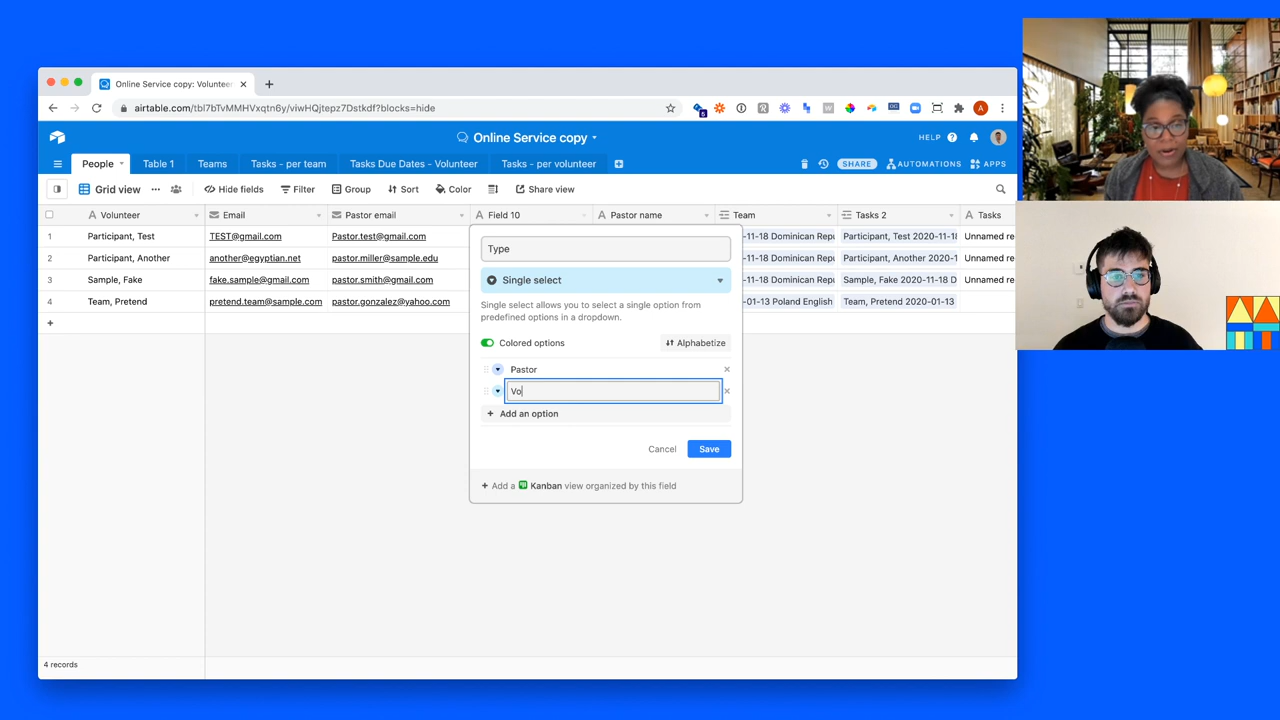 Online Service copy: Volunteer
airtable.com/tbl7bTvMMHVxqtn6y/viwHQjtepz7Dstkdf?blocks=hide
5
A
Online Service copy
HELP
People
Table 1
Teams
Tasks - per team
Tasks Due Dates - Volunteer
Tasks - per volunteer
SHARE
AUTOMATIONS
APPS
Grid view
Hide fields
Filter
Group
Sort
Color
Share view
Volunteer Email Pastor email Field 10 Pastor name Team Tasks 2 Tasks
1 Participant, Test TEST@gmail.com Pastor.test@gmail.com -11-18 Dominican Repu Participant, Test 2020-11-18 Unnamed re
2 Participant, Another another@egyptian.net pastor.miller@sample.edu -11-18 Dominican Repu Participant, Another 2020-1 Unnamed re
3 Sample, Fake fake.sample@gmail.com pastor.smith@gmail.com -11-18 Dominican Repu Sample, Fake 2020-11-18 D Unnamed re
4 Team, Pretend pretend.team@sample.com pastor.gonzalez@yahoo.com -01-13 Poland English Team, Pretend 2020-01-13
Type
Single select
Single select allows you to select a single option from
predefined options in a dropdown.
Colored options
Alphabetize
Pastor
Vo
+ Add an option
Cancel
Save
+ Add a Kanban view organized by this field
4 records